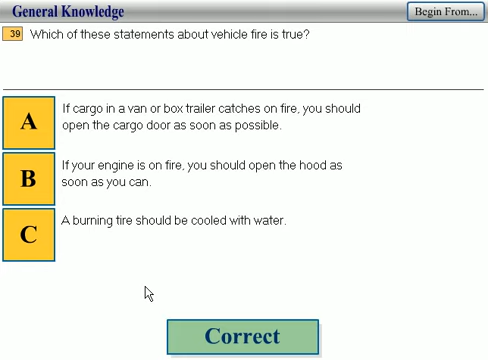 General Knowledge
Begin From...
39 Which of these statements about vehicle fire is true?
A
If cargo in a van or box trailer catches on fire, you should
open the cargo door as soon as possible.
B
If your engine is on fire, you should open the hood as
soon as you can.
C
A burning tire should be cooled with water.
Correct